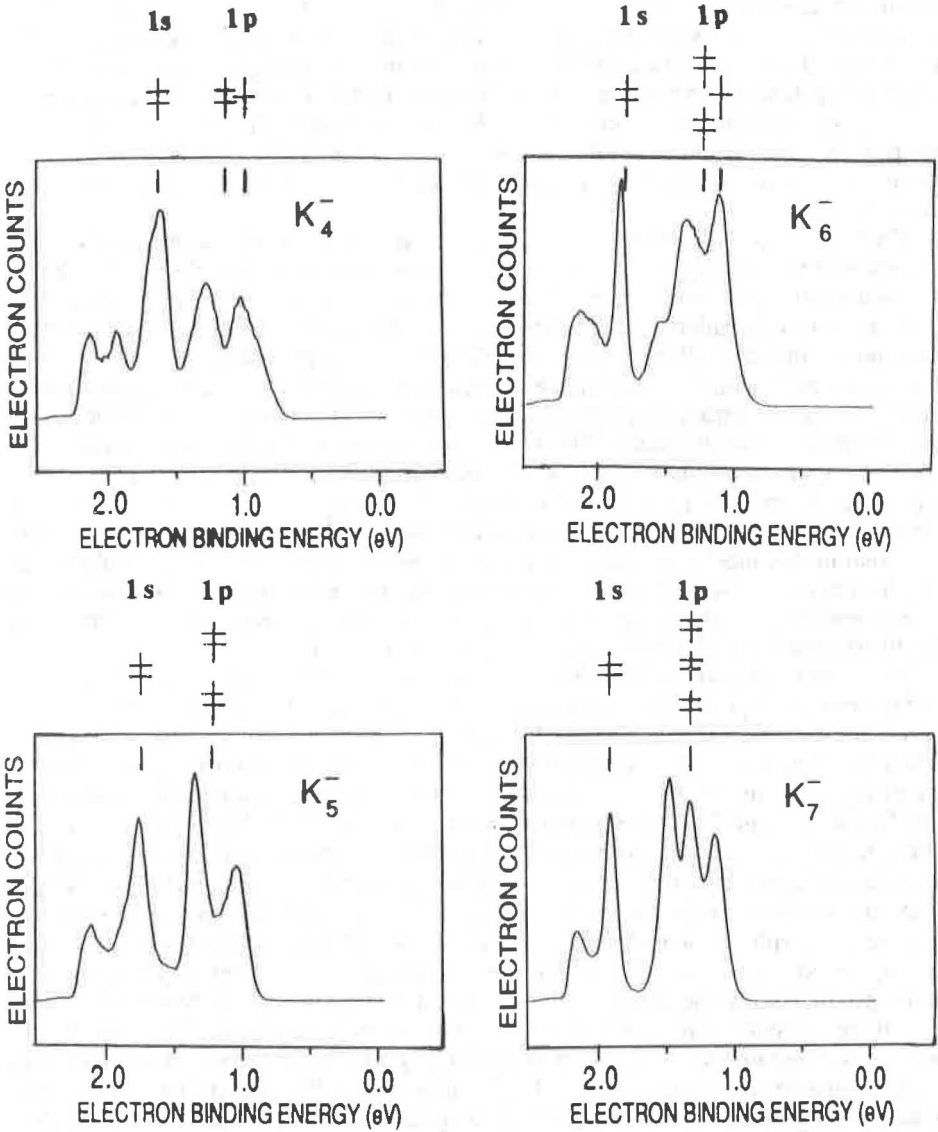 1s 1p
ELECTRON COUNTS
K4−
2.0 1.0 0.0
ELECTRON BINDING ENERGY (eV)
1s 1p
ELECTRON COUNTS
K6−
2.0 1.0 0.0
ELECTRON BINDING ENERGY (eV)
1s 1p
ELECTRON COUNTS
K5−
2.0 1.0 0.0
ELECTRON BINDING ENERGY (eV)
1s 1p
ELECTRON COUNTS
K7−
2.0 1.0 0.0
ELECTRON BINDING ENERGY (eV)